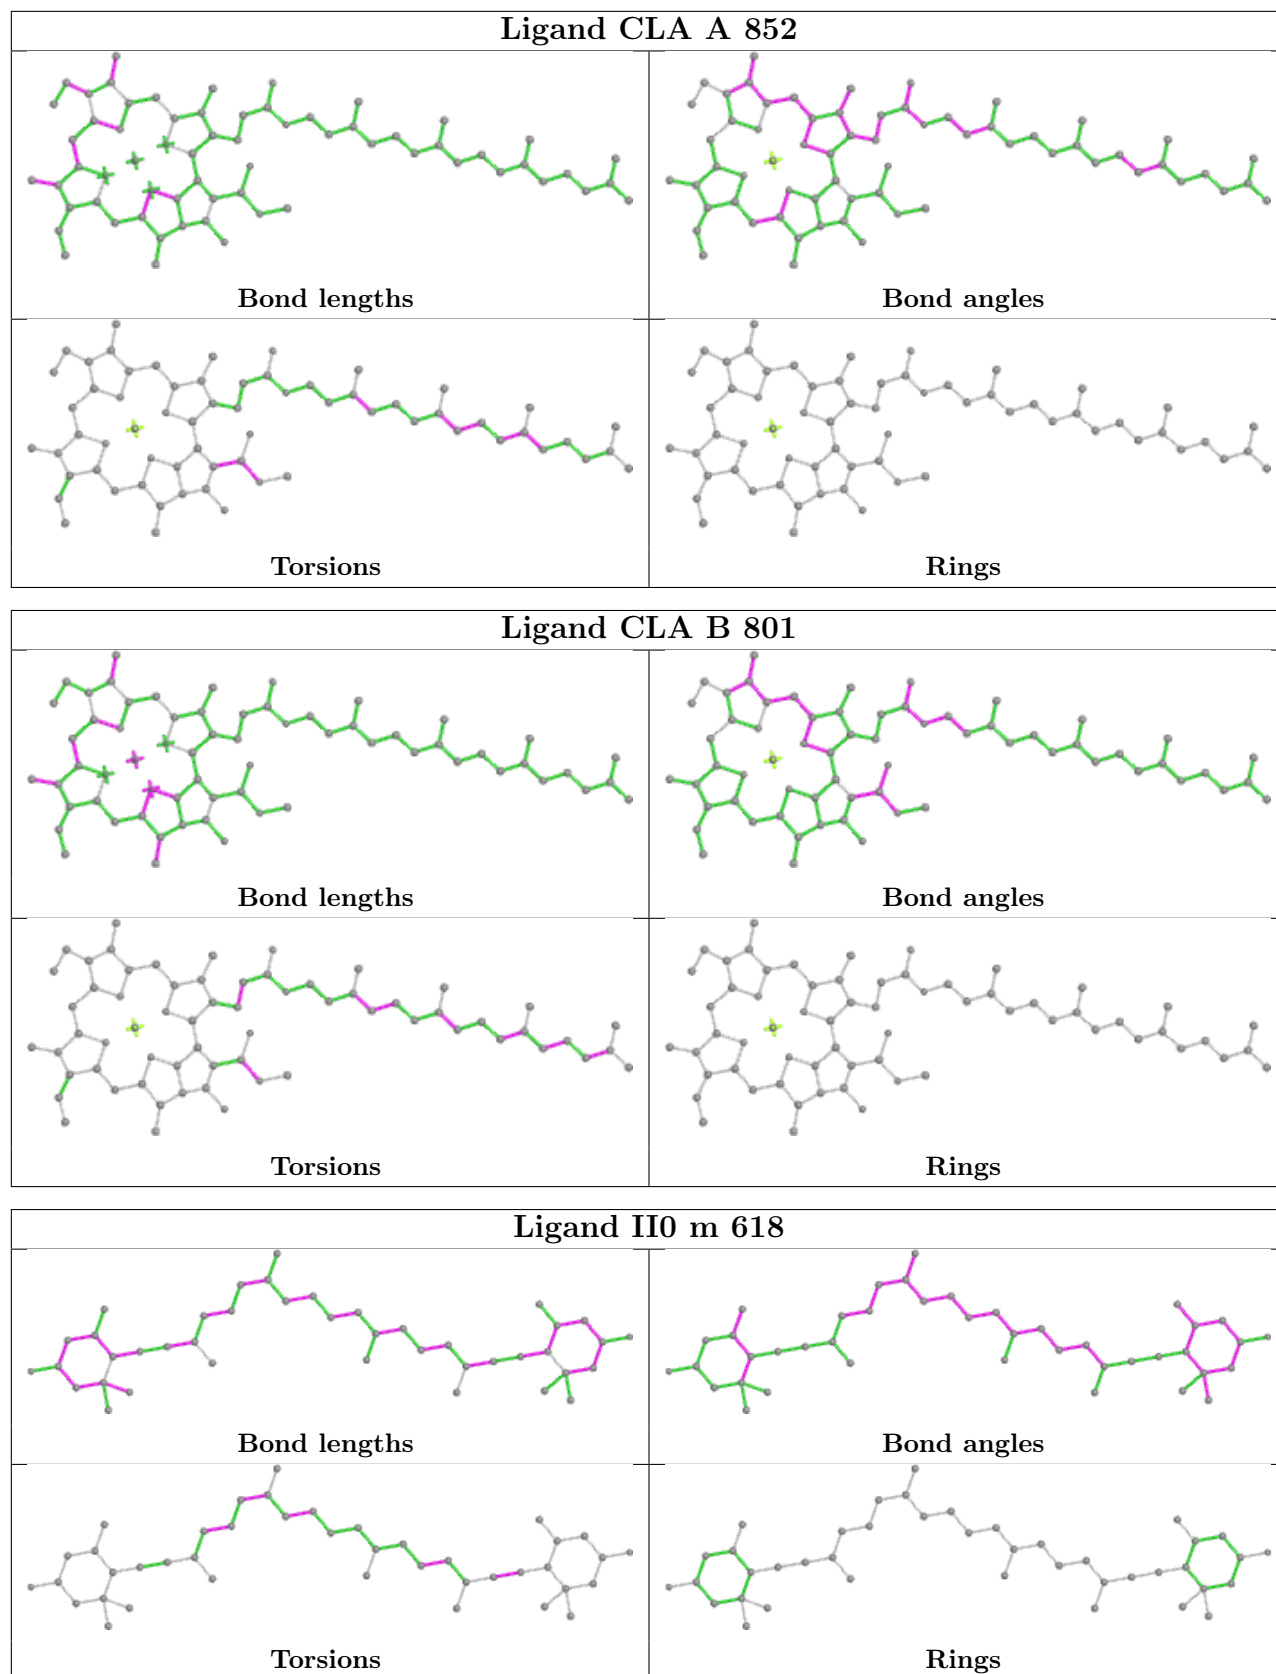 Ligand CLA A 852
Bond lengths
Bond angles
Torsions
Rings
Ligand CLA B 801
Bond lengths
Bond angles
Torsions
Rings
Ligand II0 m 618
Bond lengths
Bond angles
Torsions
Rings